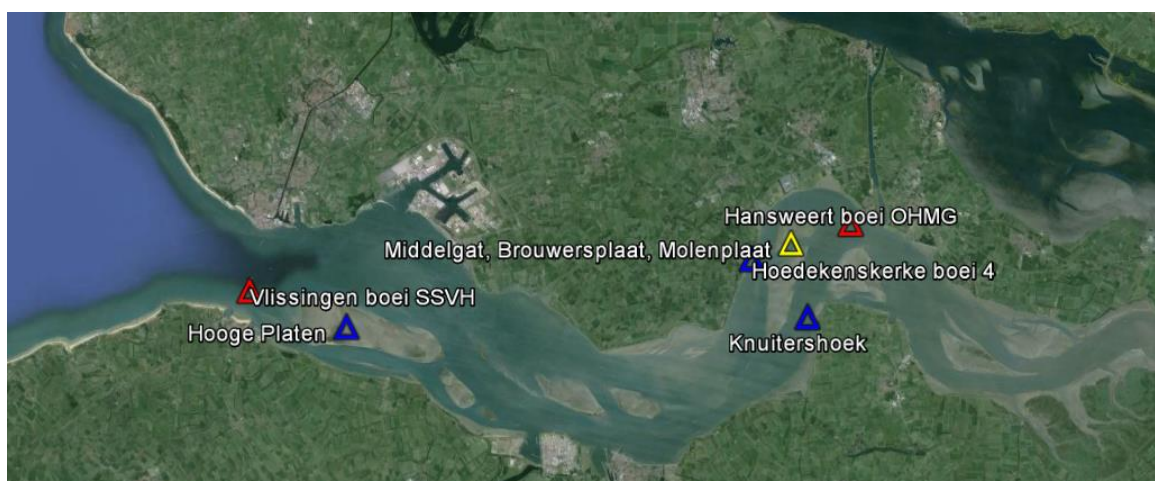 Hansweert boei OHMG
Middelgat, Brouwersplaat, Molenplaat
Hoedekenskerke boei 4
Vlissingen boei SSVH
Hooge Platen
Knuitershoek